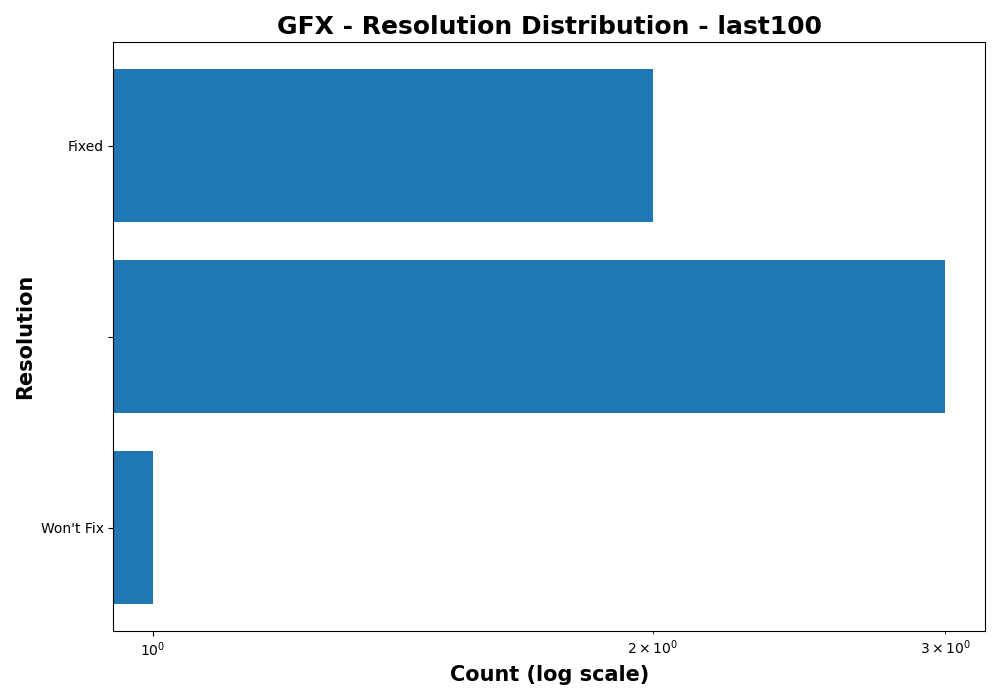 GFX - Resolution Distribution - last100
Fixed
Resolution
Won't Fix
10⁰
2 × 10⁰
3 × 10⁰
Count (log scale)